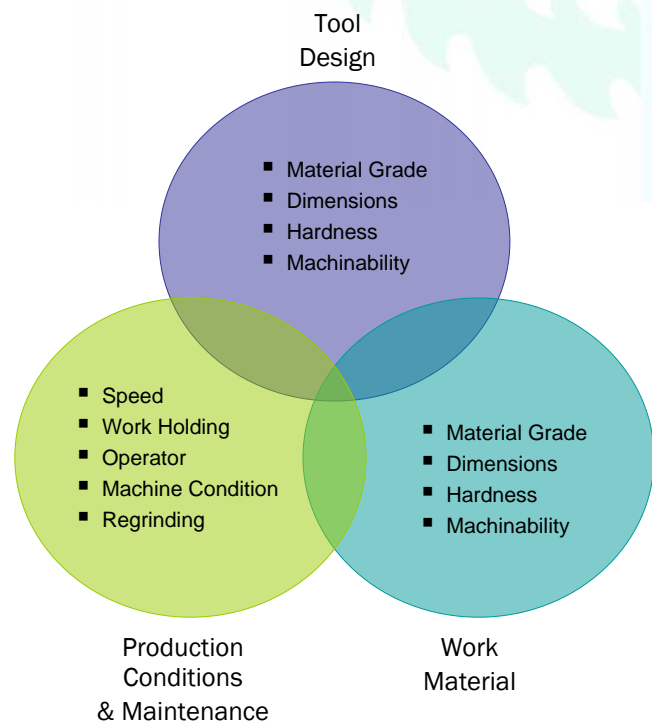 Tool
Design
▪ Material Grade
▪ Dimensions
▪ Hardness
▪ Machinability
▪ Speed
▪ Work Holding
▪ Operator
▪ Machine Condition
▪ Regrinding
▪ Material Grade
▪ Dimensions
▪ Hardness
▪ Machinability
Production
Conditions
& Maintenance
Work
Material